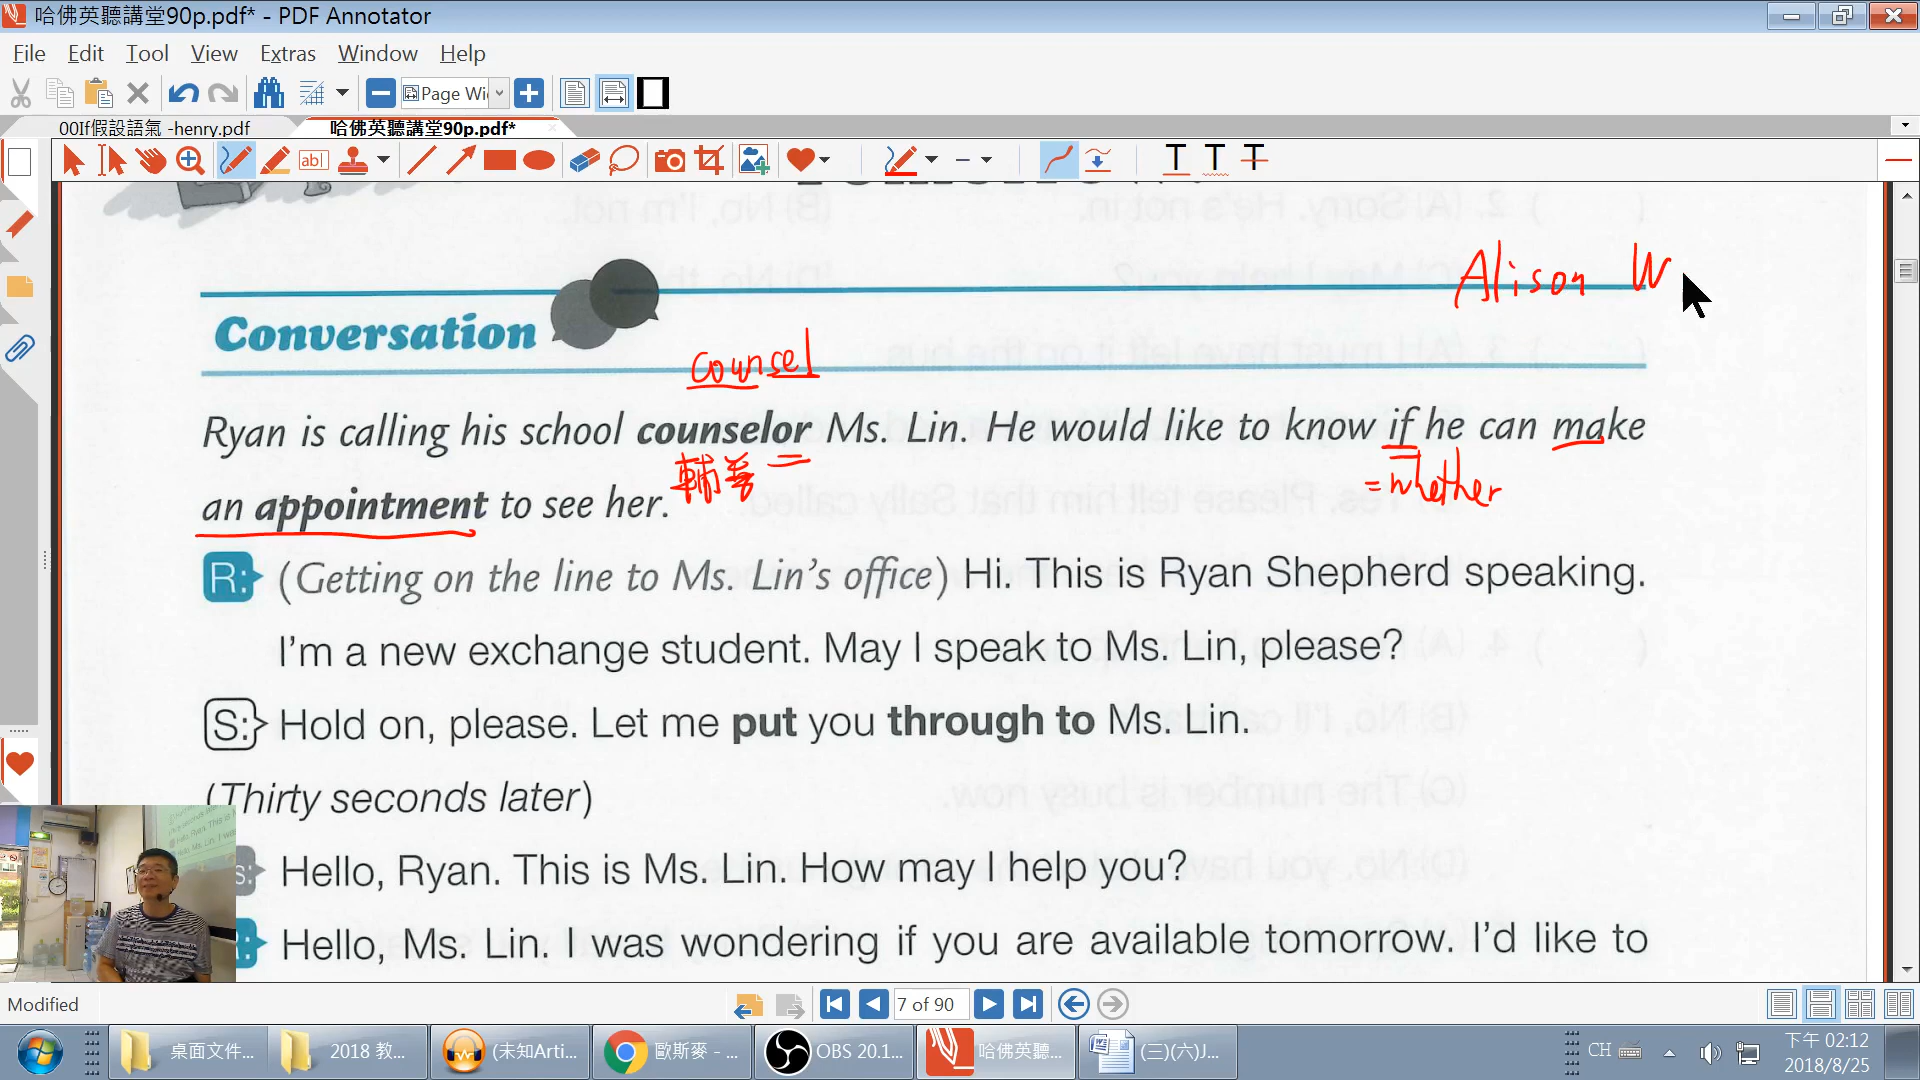 哈佛英聽講堂90p.pdf* - PDF Annotator
File Edit Tool View Extras Window Help
Page Wi
00If假設語氣 -henry.pdf
哈佛英聽講堂90p.pdf*
Alison W
Conversation
counsel
Ryan is calling his school counselor Ms. Lin. He would like to know if he can make
輔導
= whether
an appointment to see her.
R: (Getting on the line to Ms. Lin's office) Hi. This is Ryan Shepherd speaking.
I'm a new exchange student. May I speak to Ms. Lin, please?
S: Hold on, please. Let me put you through to Ms. Lin.
(Thirty seconds later)
Hello, Ryan. This is Ms. Lin. How may I help you?
Hello, Ms. Lin. I was wondering if you are available tomorrow. I'd like to
Modified
7 of 90
桌面文件...
2018 教...
(未知Arti...
歐斯麥 - ...
OBS 20.1...
哈佛英聽...
(三)(六)J...
CH
下午 02:12
2018/8/25